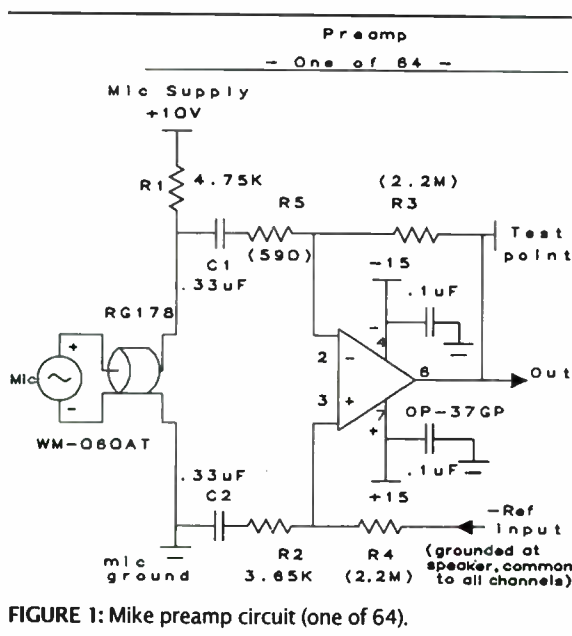 Preamp
- One of 64 -
Mic Supply
+10V
R1
4.75K
R5
(2.2M)
R3
Test
point
C1
(590)
.33uF
-15
.1uF
RG178
-
4
+
2
-
Mic
6
Out
-
3
+
7
OP-37GP
WM-060AT
+
.33uF
C2
.1uF
+15
-Ref
input
mic
ground
R2
3.65K
R4
(2.2M)
(grounded at
speaker, common
to all channels)
FIGURE 1: Mike preamp circuit (one of 64).